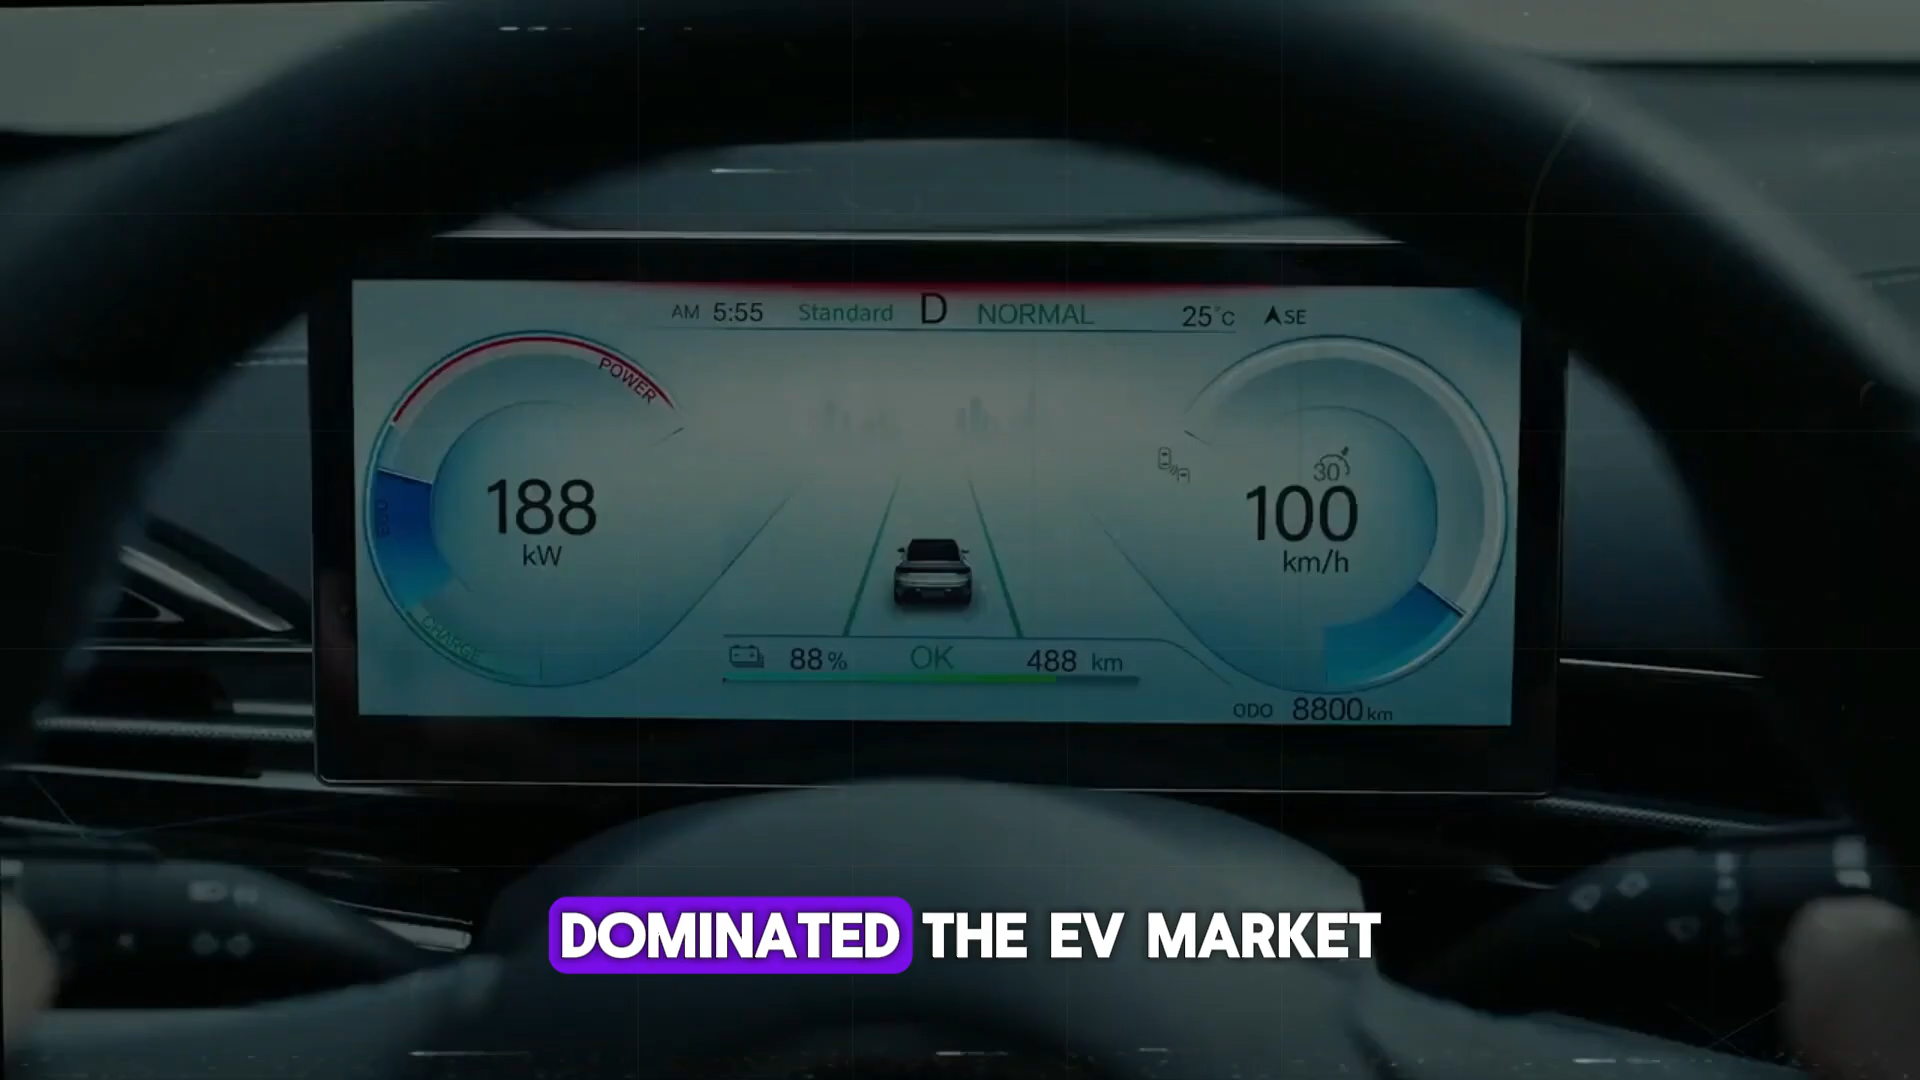 AM 5:55 Standard D NORMAL 25°C SE
POWER
30
188
kW
100
km/h
ECO
CHARGE
88% OK 488 km
ODO 8800 km
DOMINATED THE EV MARKET